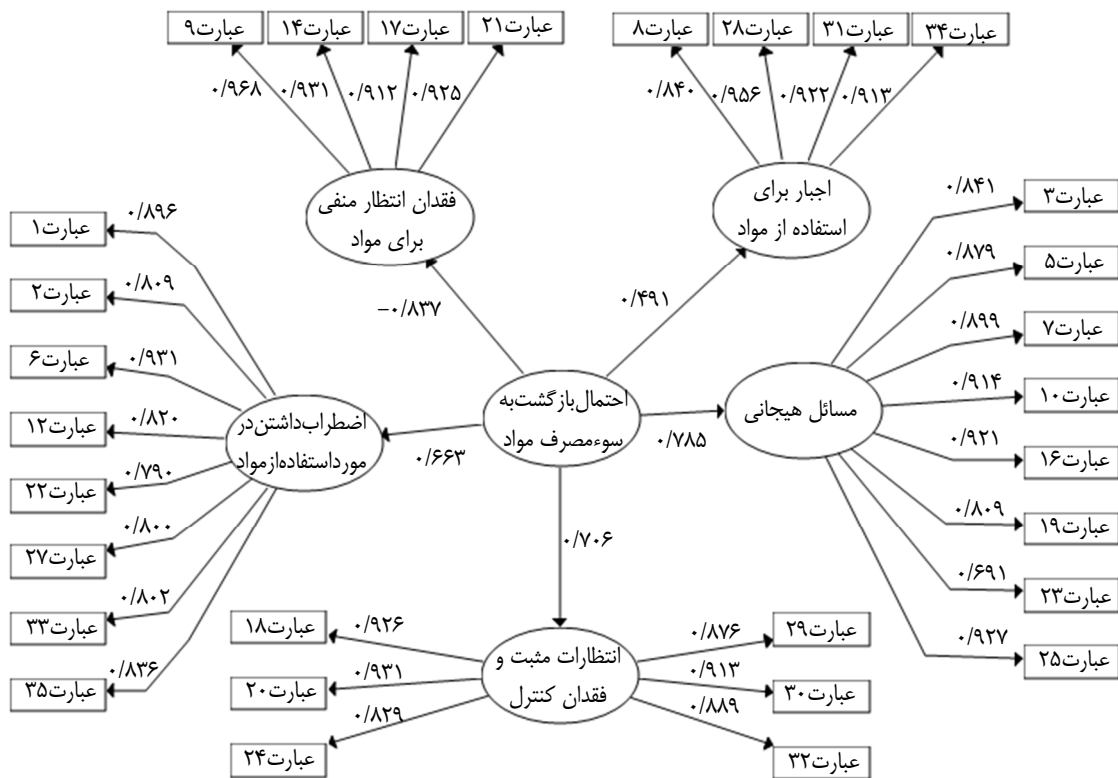 عبارت۹ عبارت۱۴ عبارت۱۷ عبارت۲۱
عبارت۸ عبارت۲۸ عبارت۳۱ عبارت۳۴
۰/۹۶۸ ۰/۹۳۱ ۰/۹۱۲ ۰/۹۲۵
۰/۸۴۰ ۰/۹۵۶ ۰/۹۲۲ ۰/۹۱۳
فقدان انتظار منفی
برای مواد
اجبار برای
استفاده از مواد
−۰/۸۳۷
۰/۴۹۱
احتمال‌بازگشت‌به
سوء‌مصرف مواد
۰/۶۶۳
۰/۷۸۵
۰/۷۰۶
اضطراب‌داشتن‌در
مورداستفاده‌ازمواد
عبارت۱ ۰/۸۹۶
عبارت۲ ۰/۸۰۹
عبارت۶ ۰/۹۳۱
عبارت۱۲ ۰/۸۲۰
عبارت۲۲ ۰/۷۹۰
عبارت۲۷ ۰/۸۰۰
عبارت۳۳ ۰/۸۰۲
عبارت۳۵ ۰/۸۳۶
مسائل هیجانی
۰/۸۴۱ عبارت۳
۰/۸۷۹ عبارت۵
۰/۸۹۹ عبارت۷
۰/۹۱۴ عبارت۱۰
۰/۹۲۱ عبارت۱۶
۰/۸۰۹ عبارت۱۹
۰/۶۹۱ عبارت۲۳
۰/۹۲۷ عبارت۲۵
انتظارات مثبت و
فقدان کنترل
عبارت۱۸ ۰/۹۲۶
عبارت۲۰ ۰/۹۳۱
عبارت۲۴ ۰/۸۲۹
۰/۸۷۶ عبارت۲۹
۰/۹۱۳ عبارت۳۰
۰/۸۸۹ عبارت۳۲